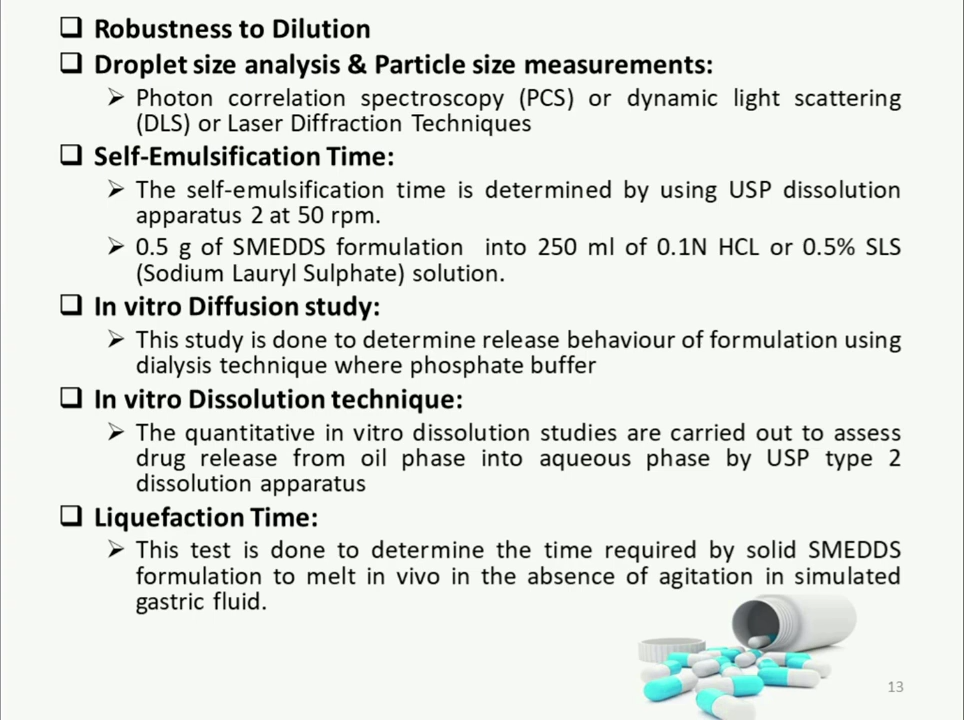 Robustness to Dilution
Droplet size analysis & Particle size measurements:
Photon correlation spectroscopy (PCS) or dynamic light scattering
(DLS) or Laser Diffraction Techniques
Self-Emulsification Time:
The self-emulsification time is determined by using USP dissolution
apparatus 2 at 50 rpm.
0.5 g of SMEDDS formulation into 250 ml of 0.1N HCL or 0.5% SLS
(Sodium Lauryl Sulphate) solution.
In vitro Diffusion study:
This study is done to determine release behaviour of formulation using
dialysis technique where phosphate buffer
In vitro Dissolution technique:
The quantitative in vitro dissolution studies are carried out to assess
drug release from oil phase into aqueous phase by USP type 2
dissolution apparatus
Liquefaction Time:
This test is done to determine the time required by solid SMEDDS
formulation to melt in vivo in the absence of agitation in simulated
gastric fluid.
13